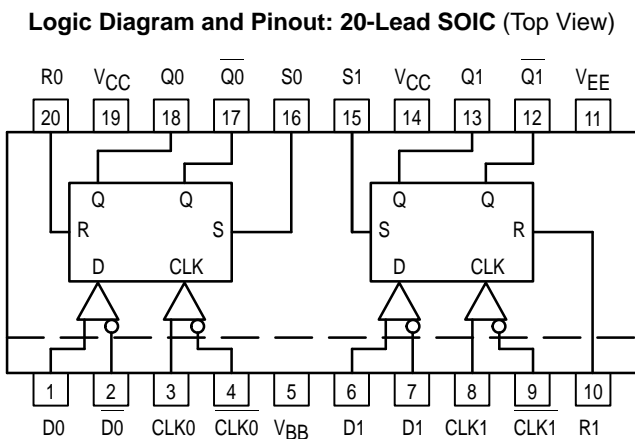 Logic Diagram and Pinout: 20-Lead SOIC (Top View)
R0 VCC Q0 Q0 S0 S1 VCC Q1 Q1 VEE
20 19 18 17 16 15 14 13 12 11
Q Q Q Q
R S S R
D CLK D CLK
1 2 3 4 5 6 7 8 9 10
D0 D0 CLK0 CLK0 VBB D1 D1 CLK1 CLK1 R1